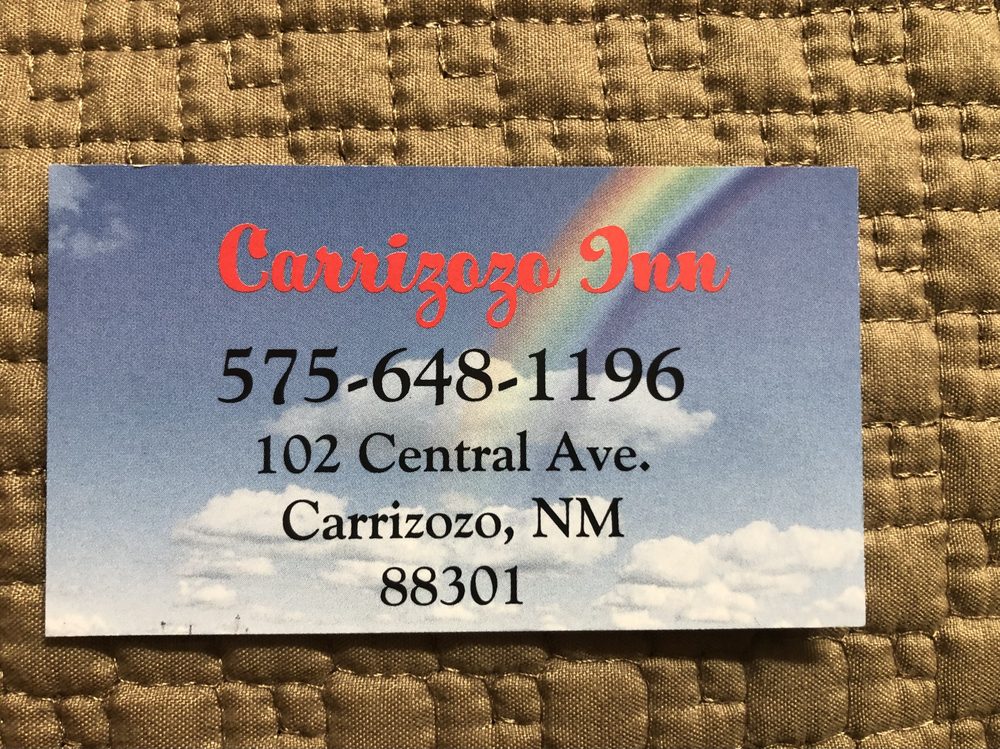 Carrizozo Inn
575-648-1196
102 Central Ave.
Carrizozo, NM
88301